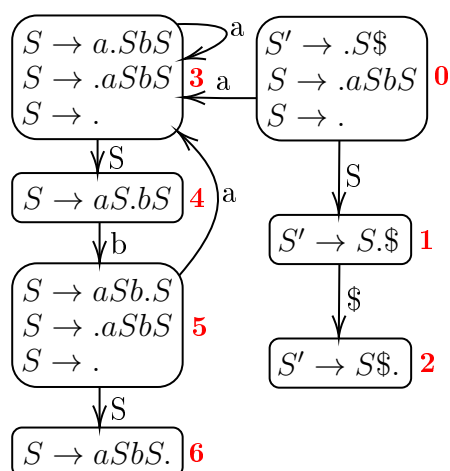 S → a.SbS
S → .aSbS
S → .
3
a
a
S' → .S$
S → .aSbS
S → .
0
S
S
S → aS.bS
4
a
b
S' → S.$
1
$
S → aSb.S
S → .aSbS
S → .
5
S' → S$.
2
S
S → aSbS.
6